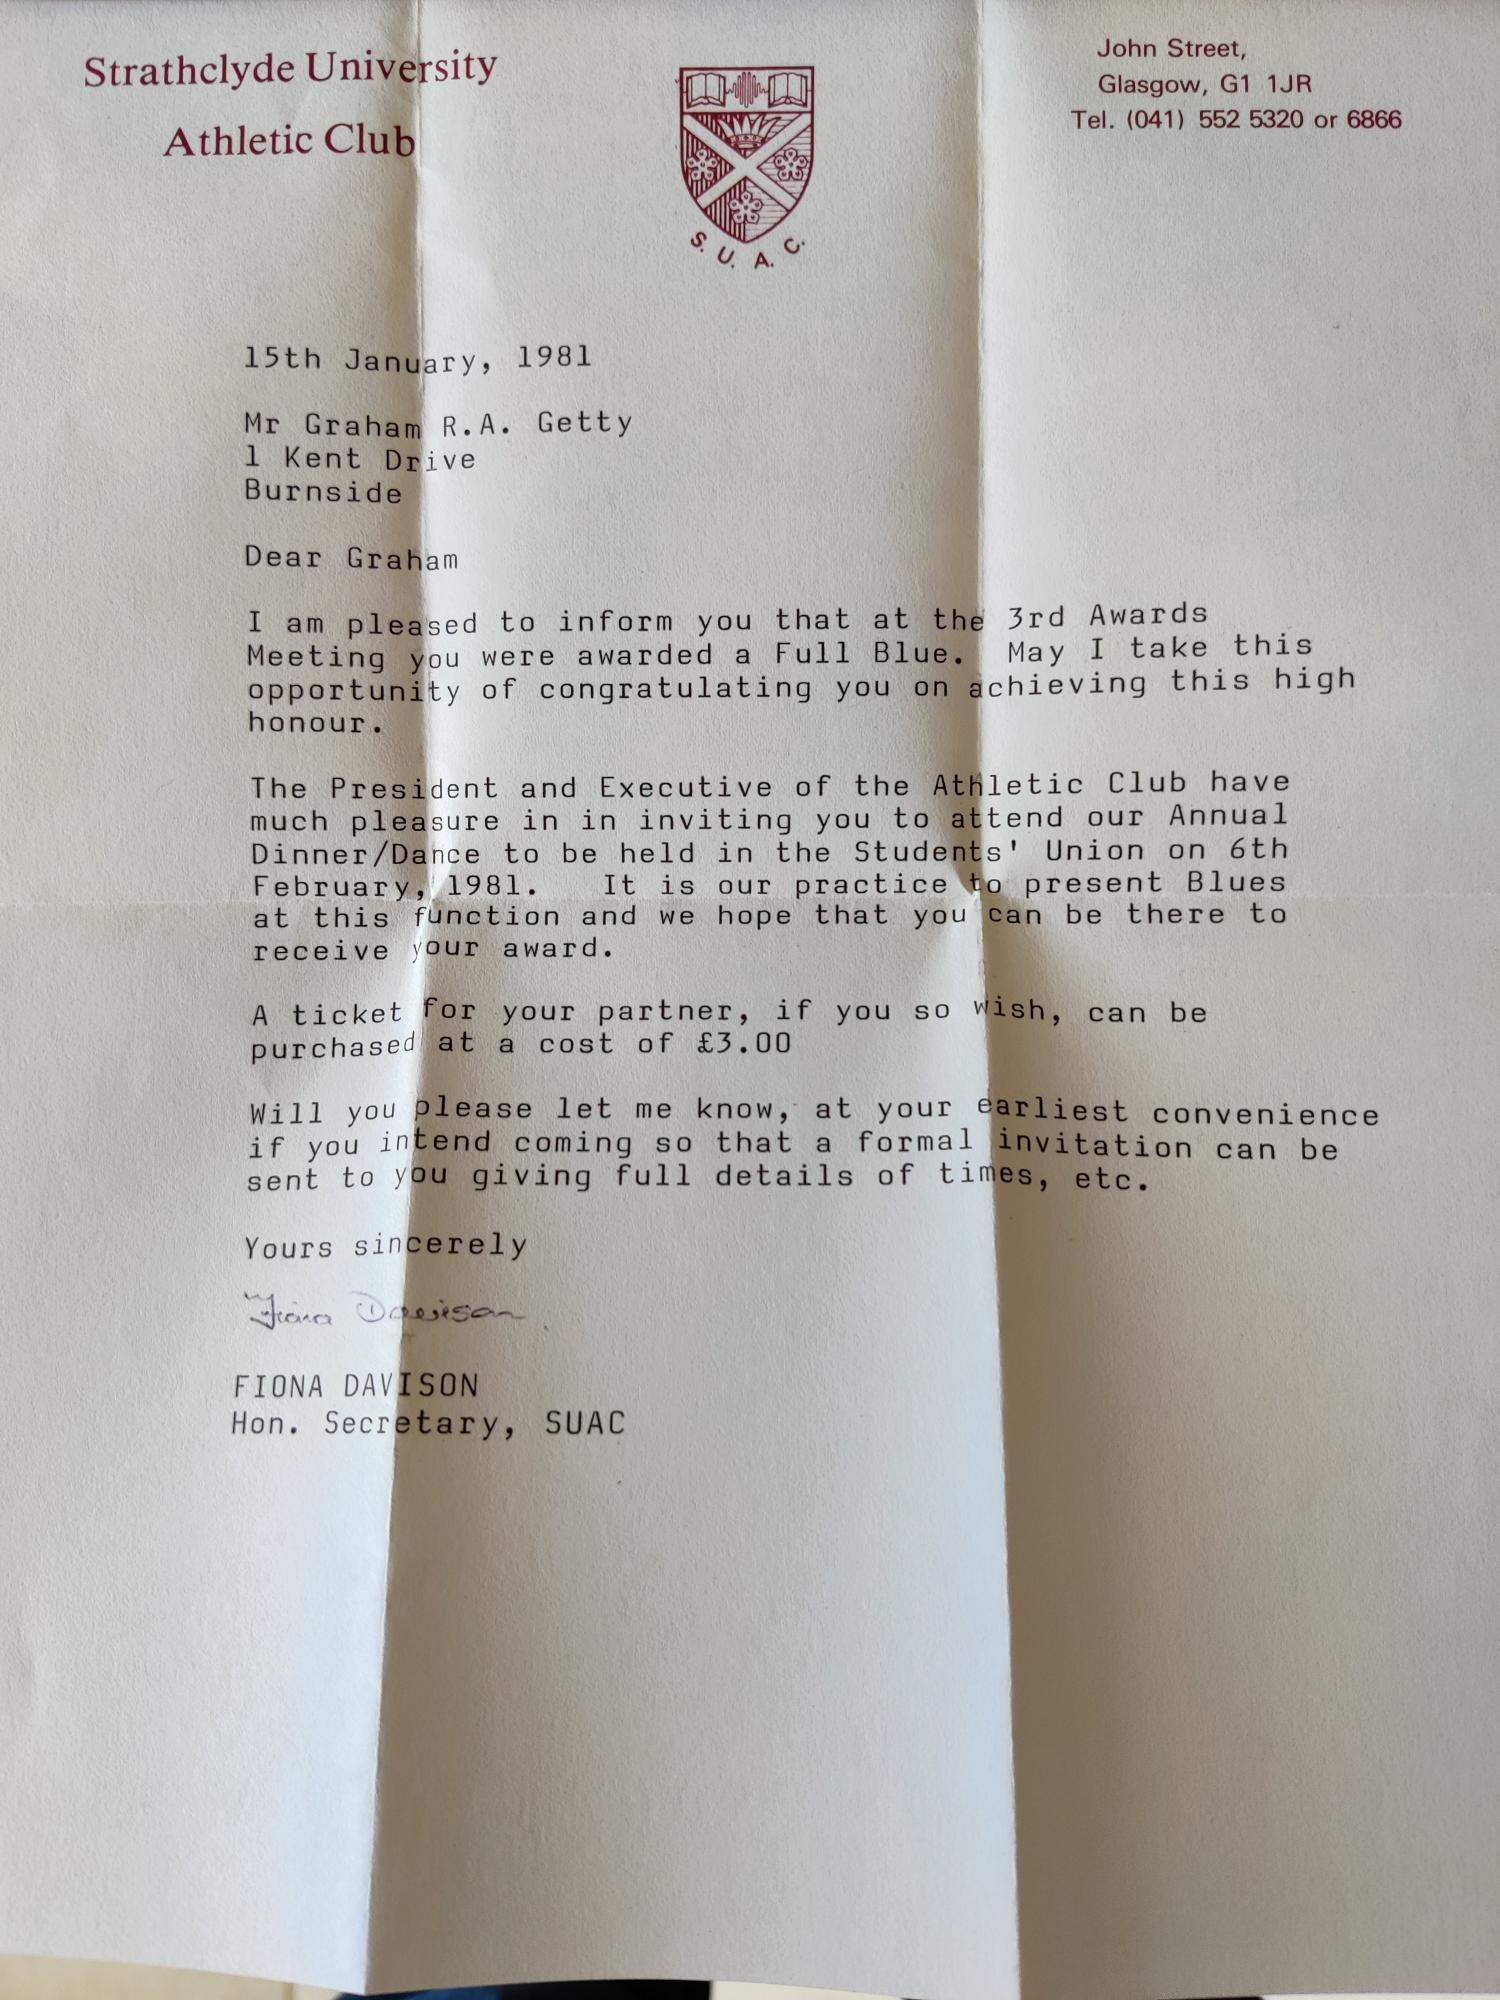 Strathclyde University
Athletic Club
S. U. A. C.
John Street,
Glasgow, G1 1JR
Tel. (041) 552 5320 or 6866
15th January, 1981
Mr Graham R.A. Getty
1 Kent Drive
Burnside
Dear Graham
I am pleased to inform you that at the 3rd Awards
Meeting you were awarded a Full Blue. May I take this
opportunity of congratulating you on achieving this high
honour.
The President and Executive of the Athletic Club have
much pleasure in in inviting you to attend our Annual
Dinner/Dance to be held in the Students' Union on 6th
February, 1981. It is our practice to present Blues
at this function and we hope that you can be there to
receive your award.
A ticket for your partner, if you so wish, can be
purchased at a cost of £3.00
Will you please let me know, at your earliest convenience
if you intend coming so that a formal invitation can be
sent to you giving full details of times, etc.
Yours sincerely
Fiona Davison
FIONA DAVISON
Hon. Secretary, SUAC